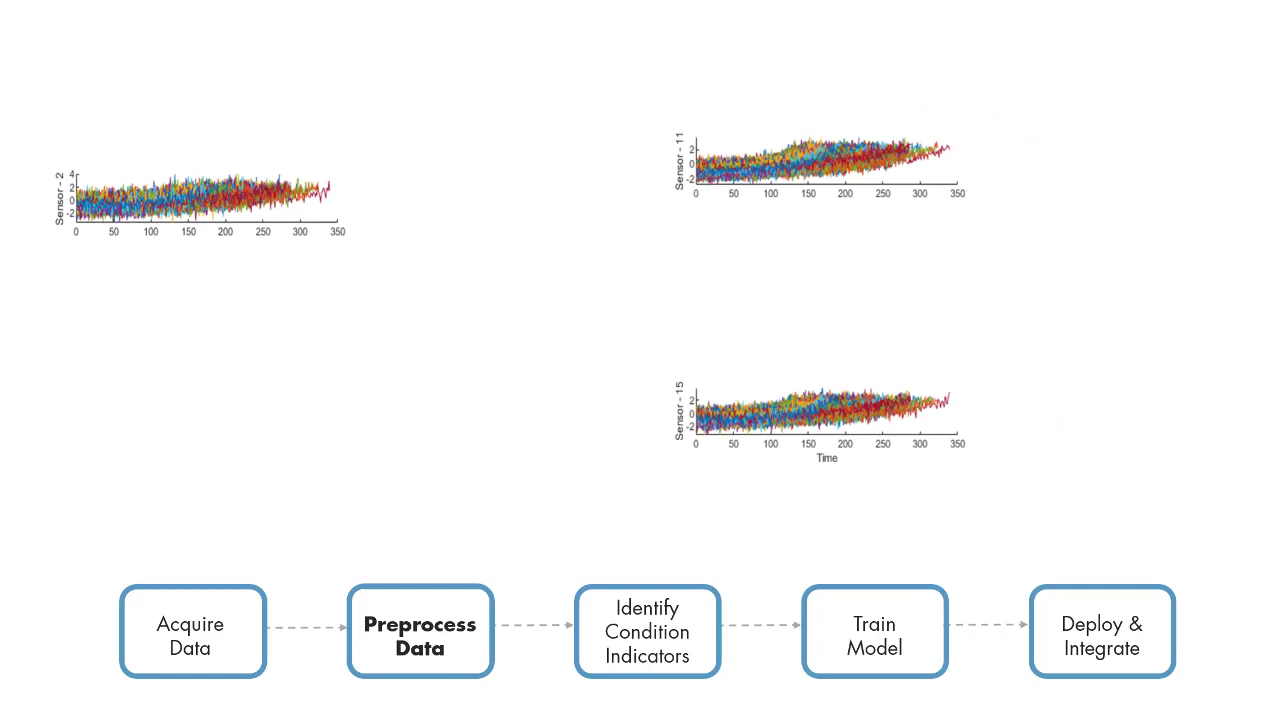 Sensor - 2
4
2
0
-2
0 50 100 150 200 250 300 350
Sensor - 11
2
0
-2
0 50 100 150 200 250 300 350
Sensor - 15
2
0
-2
0 50 100 150 200 250 300 350
Time
Acquire
Data
Preprocess
Data
Identify
Condition
Indicators
Train
Model
Deploy &
Integrate